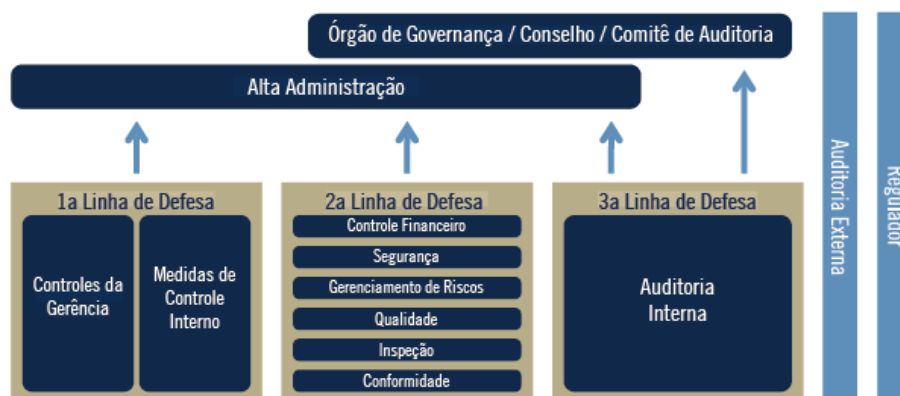 Órgão de Governança / Conselho / Comitê de Auditoria
Alta Administração
1a Linha de Defesa
Controles da
Gerência
Medidas de
Controle
Interno
2a Linha de Defesa
Controle Financeiro
Segurança
Gerenciamento de Riscos
Qualidade
Inspeção
Conformidade
3a Linha de Defesa
Auditoria
Interna
Auditoria Externa
Regulador